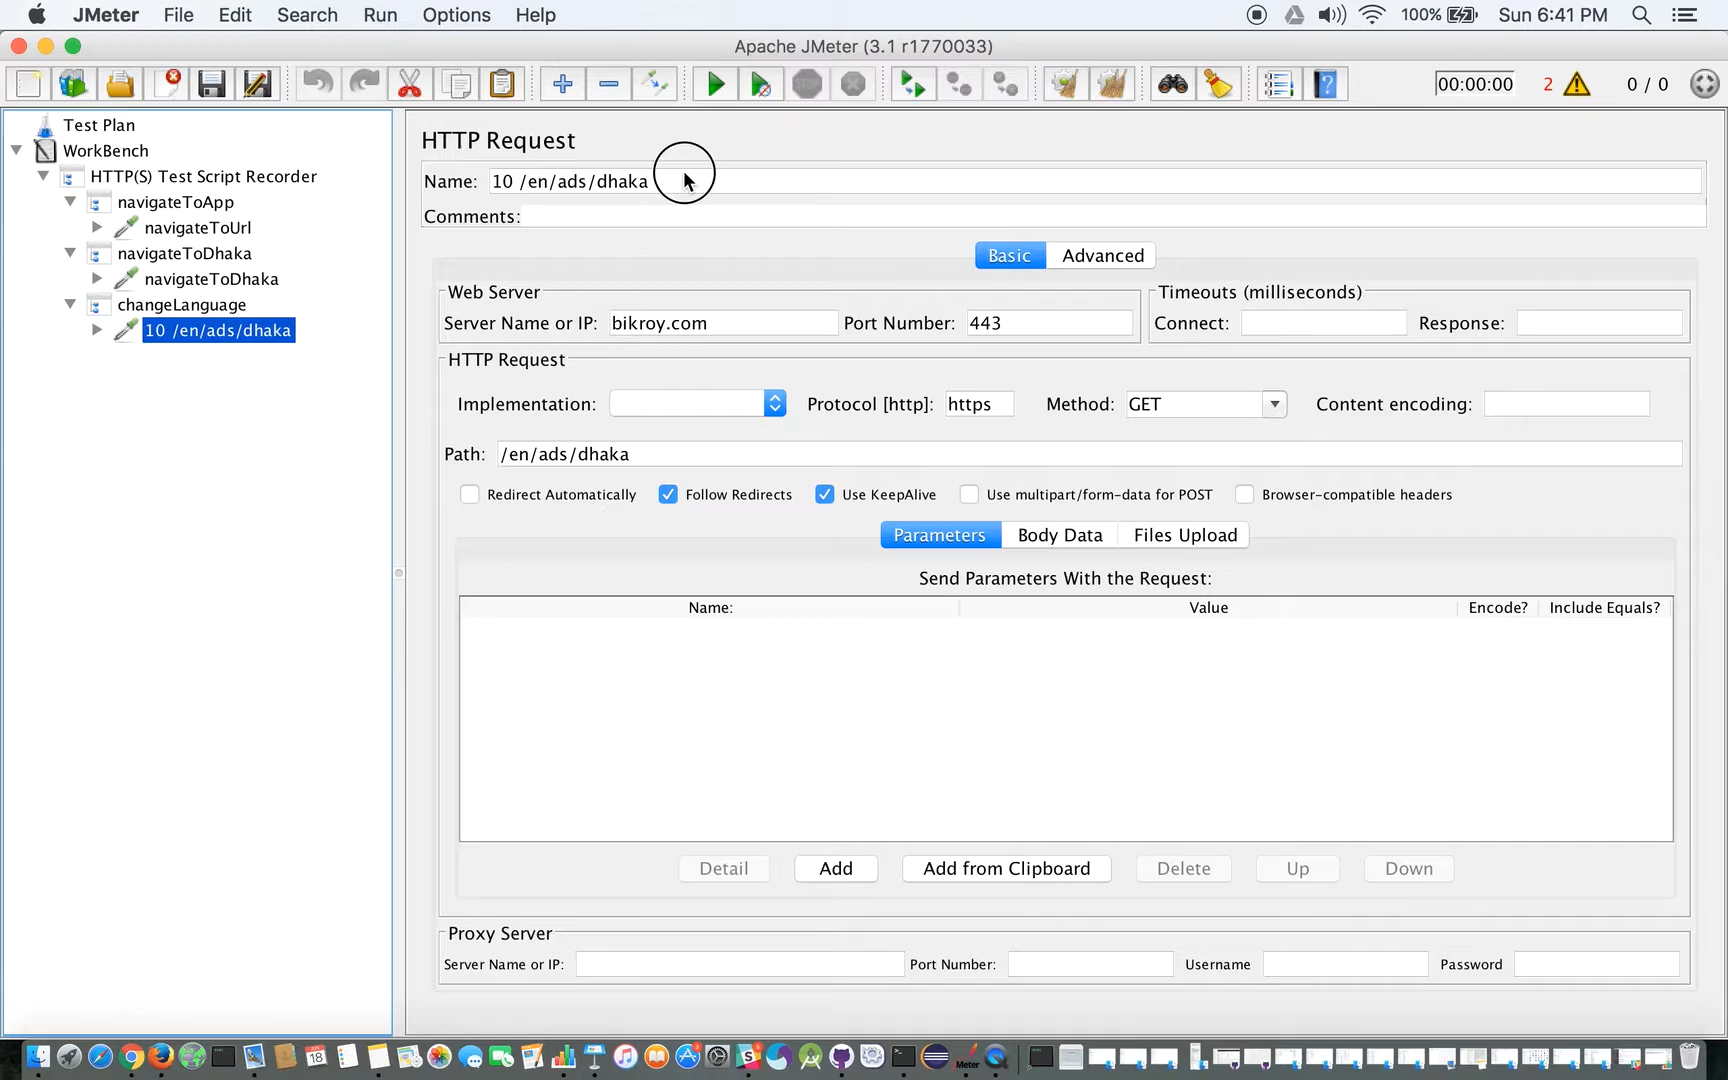 JMeter File Edit Search Run Options Help 100% Sun 6:41 PM
Apache JMeter (3.1 r1770033)
00:00:00 2 0 / 0
Test Plan
WorkBench
HTTP(S) Test Script Recorder
navigateToApp
navigateToUrl
navigateToDhaka
navigateToDhaka
changeLanguage
10 /en/ads/dhaka
HTTP Request
Name: 10 /en/ads/dhaka
Comments:
Basic Advanced
Web Server
Server Name or IP: bikroy.com Port Number: 443
Timeouts (milliseconds)
Connect: Response:
HTTP Request
Implementation: Protocol [http]: https Method: GET Content encoding:
Path: /en/ads/dhaka
Redirect Automatically Follow Redirects Use KeepAlive Use multipart/form-data for POST Browser-compatible headers
Parameters Body Data Files Upload
Send Parameters With the Request:
Name: Value Encode? Include Equals?
Detail Add Add from Clipboard Delete Up Down
Proxy Server
Server Name or IP: Port Number: Username Password